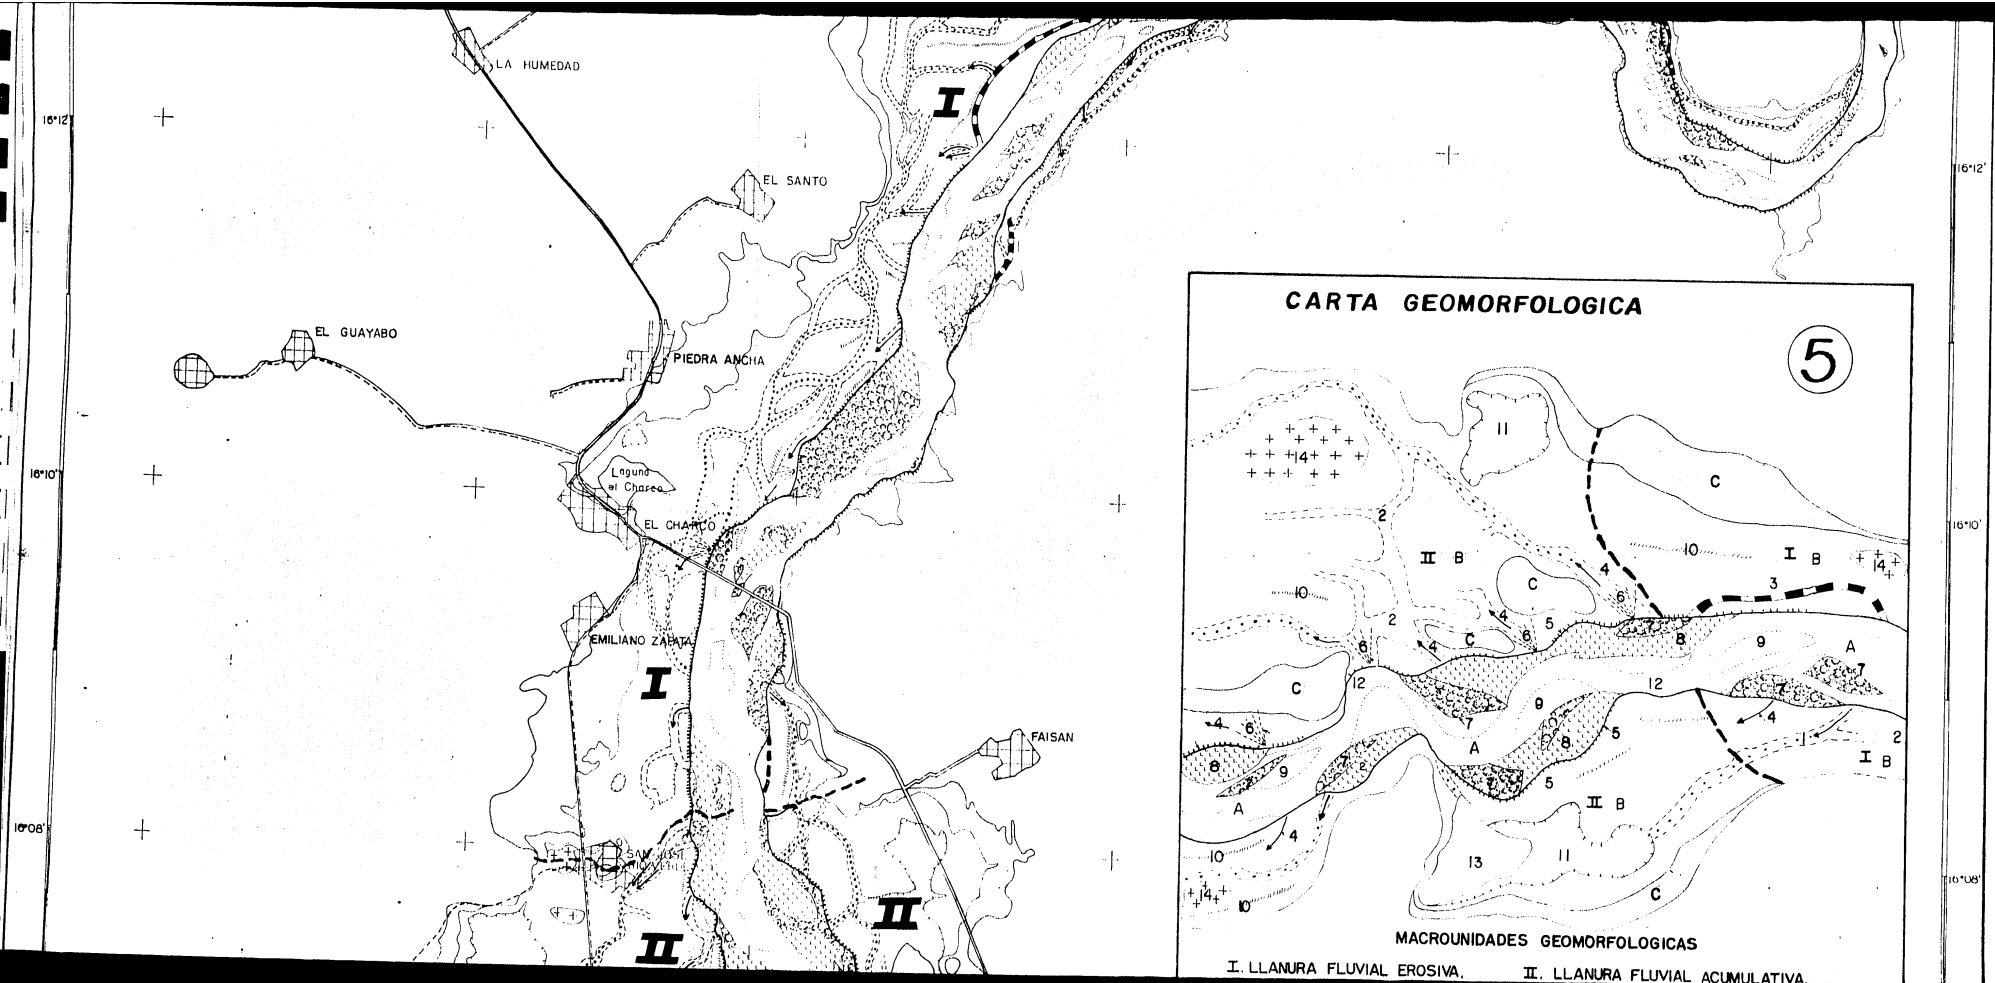 LA HUMEDAD
I
16°12'
16°12'
EL SANTO
CARTA GEOMORFOLOGICA
5
EL GUAYABO
PIEDRA ANCHA
11
14
C
16°10'
Laguna
el Charco
2
16°10'
EL CHARCO
10
I B
II B
14
4
3
C
10
6
4
5
2
7
EMILIANO ZAPATA
C
6
8
9
A
6
4
7
I
C
12
12
7
9
7
4
4
6
5
1
2
FAISAN
A
8
I B
8
9
7
2
7
5
A
II B
4
16°08'
10
13
11
SAN JOSE
16°08'
14
C
10
II
II
MACROUNIDADES GEOMORFOLOGICAS
I. LLANURA FLUVIAL EROSIVA. II. LLANURA FLUVIAL ACUMULATIVA.